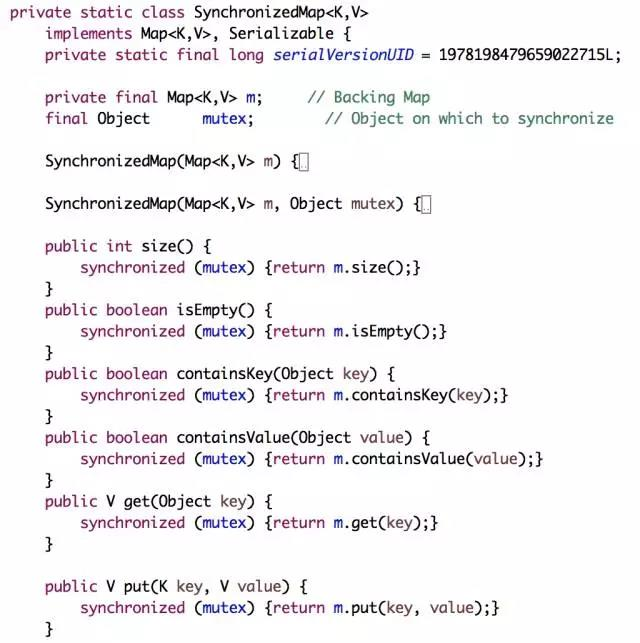 private static class SynchronizedMap<K,V>
implements Map<K,V>, Serializable {
private static final long serialVersionUID = 1978198479659022715L;
private final Map<K,V> m; // Backing Map
final Object mutex; // Object on which to synchronize
SynchronizedMap(Map<K,V> m) {..
SynchronizedMap(Map<K,V> m, Object mutex) {..
public int size() {
synchronized (mutex) {return m.size();}
}
public boolean isEmpty() {
synchronized (mutex) {return m.isEmpty();}
}
public boolean containsKey(Object key) {
synchronized (mutex) {return m.containsKey(key);}
}
public boolean containsValue(Object value) {
synchronized (mutex) {return m.containsValue(value);}
}
public V get(Object key) {
synchronized (mutex) {return m.get(key);}
}
public V put(K key, V value) {
synchronized (mutex) {return m.put(key, value);}
}